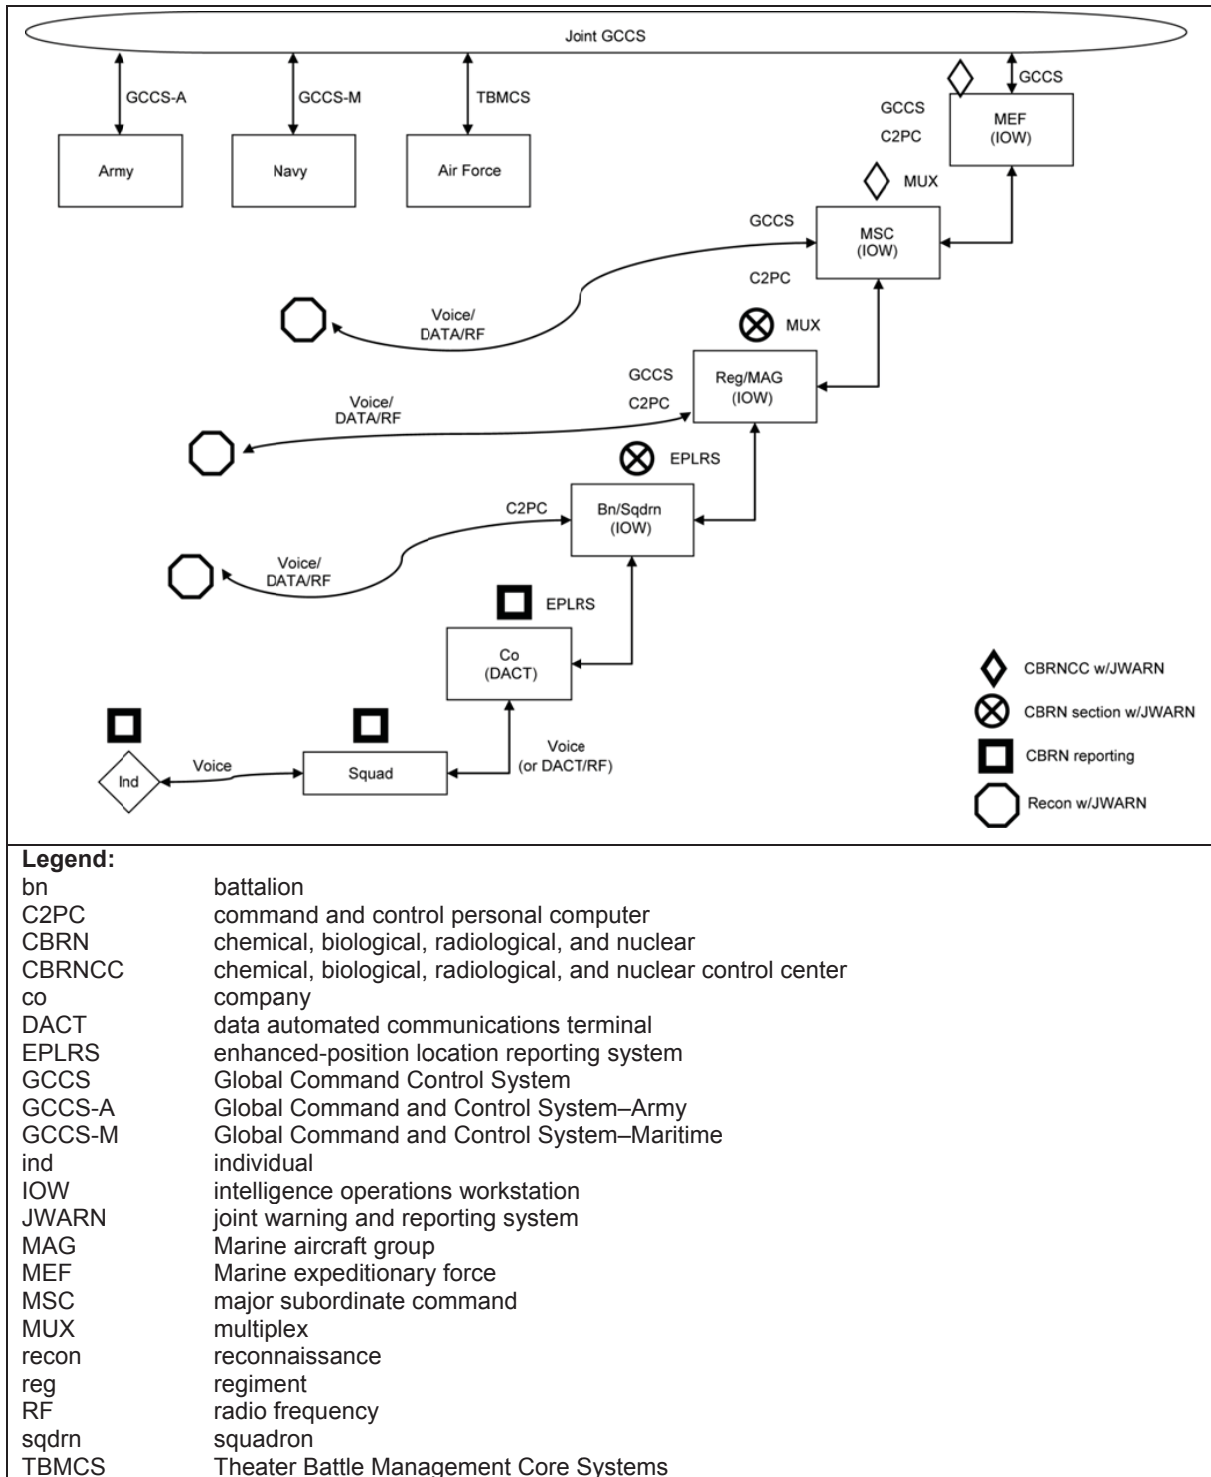 Joint GCCS
GCCS-A
GCCS-M
TBMCS
GCCS
Army
Navy
Air Force
GCCS
C2PC
MEF
(IOW)
MUX
GCCS
MSC
(IOW)
C2PC
Voice/
DATA/RF
MUX
GCCS
C2PC
Reg/MAG
(IOW)
Voice/
DATA/RF
EPLRS
C2PC
Bn/Sqdrn
(IOW)
Voice/
DATA/RF
EPLRS
Co
(DACT)
CBRNCC w/JWARN
CBRN section w/JWARN
CBRN reporting
Recon w/JWARN
Voice
(or DACT/RF)
Ind
Voice
Squad
Legend:
bn battalion
C2PC command and control personal computer
CBRN chemical, biological, radiological, and nuclear
CBRNCC chemical, biological, radiological, and nuclear control center
co company
DACT data automated communications terminal
EPLRS enhanced-position location reporting system
GCCS Global Command Control System
GCCS-A Global Command and Control System–Army
GCCS-M Global Command and Control System–Maritime
ind individual
IOW intelligence operations workstation
JWARN joint warning and reporting system
MAG Marine aircraft group
MEF Marine expeditionary force
MSC major subordinate command
MUX multiplex
recon reconnaissance
reg regiment
RF radio frequency
sqdrn squadron
TBMCS Theater Battle Management Core Systems